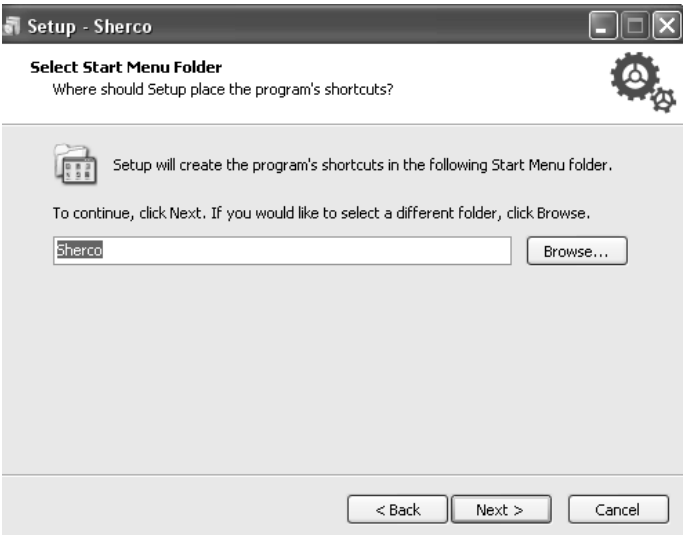 Setup - Sherco
Select Start Menu Folder
Where should Setup place the program's shortcuts?
Setup will create the program's shortcuts in the following Start Menu folder.
To continue, click Next. If you would like to select a different folder, click Browse.
Sherco
Browse...
< Back
Next >
Cancel